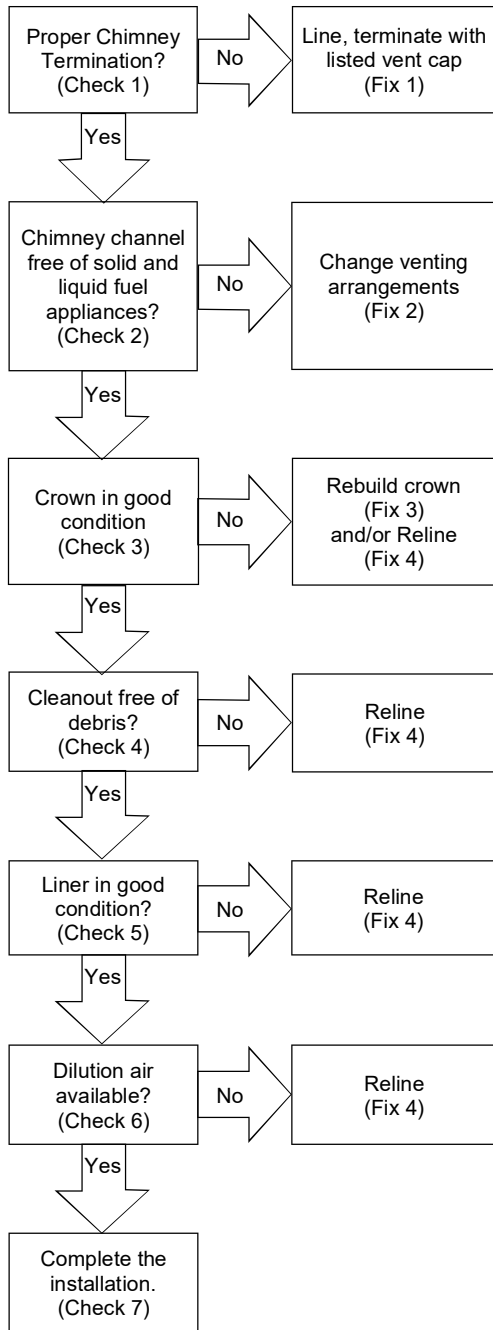 Proper Chimney
Termination?
(Check 1)
No
Line, terminate with
listed vent cap
(Fix 1)
Yes
Chimney channel
free of solid and
liquid fuel
appliances?
(Check 2)
No
Change venting
arrangements
(Fix 2)
Yes
Crown in good
condition
(Check 3)
No
Rebuild crown
(Fix 3)
and/or Reline
(Fix 4)
Yes
Cleanout free of
debris?
(Check 4)
No
Reline
(Fix 4)
Yes
Liner in good
condition?
(Check 5)
No
Reline
(Fix 4)
Yes
Dilution air
available?
(Check 6)
No
Reline
(Fix 4)
Yes
Complete the
installation.
(Check 7)